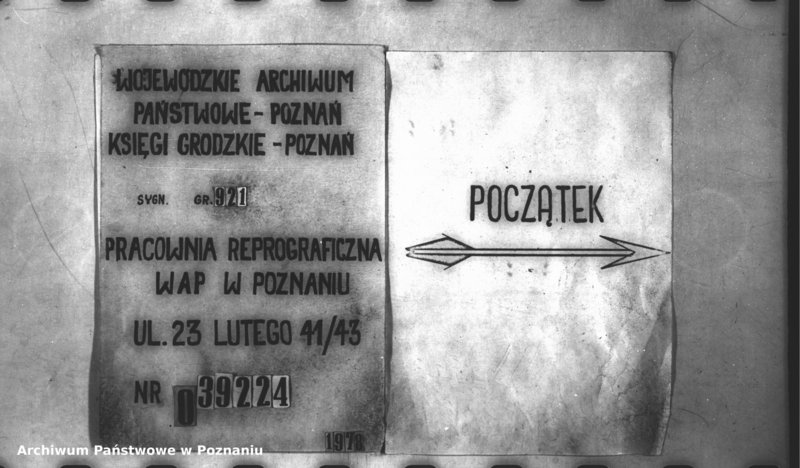 WOJEWÓDZKIE ARCHIWUM
PAŃSTWOWE - POZNAŃ
KSIĘGI GRODZKIE - POZNAŃ
SYGN. GR. 921
PRACOWNIA REPROGRAFICZNA
WAP W POZNANIU
UL. 23 LUTEGO 41/43
NR 039224
1978
POCZĄTEK
Archiwum Państwowe w Poznaniu